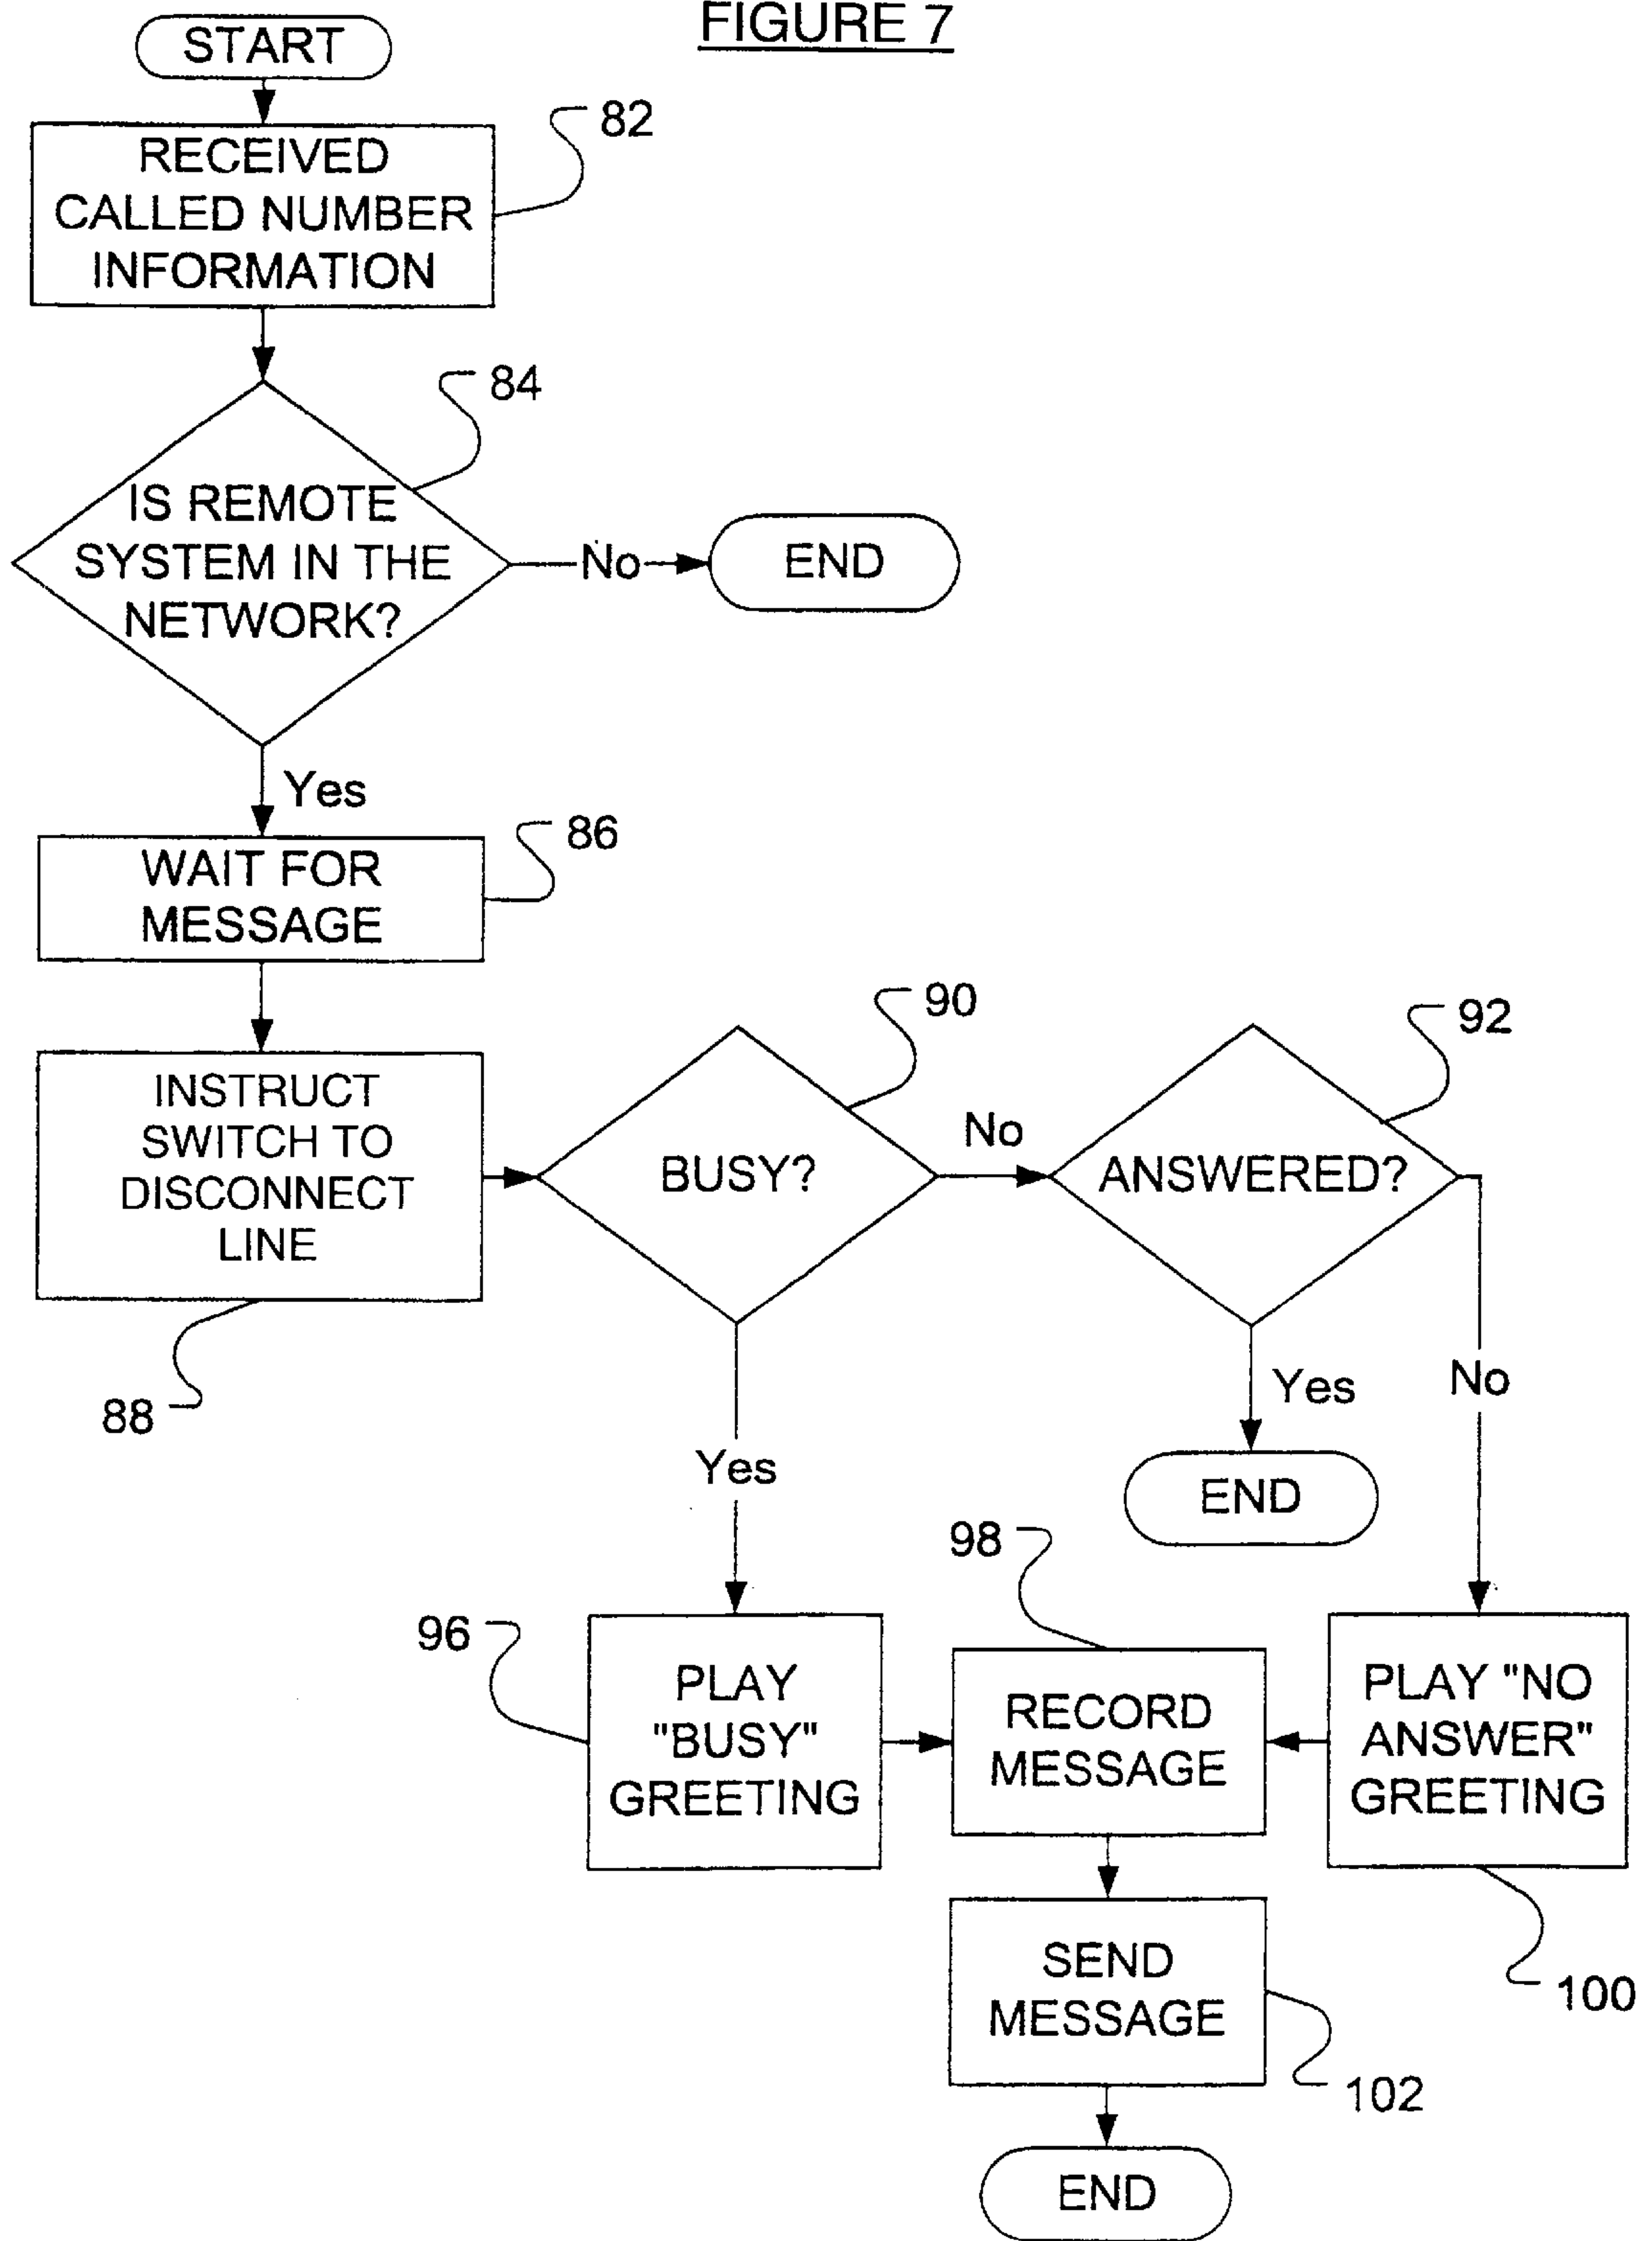 FIGURE 7
START
82
RECEIVED
CALLED NUMBER
INFORMATION
84
IS REMOTE
SYSTEM IN THE
NETWORK?
No
END
Yes
86
WAIT FOR
MESSAGE
90
92
INSTRUCT
SWITCH TO
DISCONNECT
LINE
BUSY?
No
ANSWERED?
88
Yes
Yes
No
END
98
96
PLAY
"BUSY"
GREETING
RECORD
MESSAGE
PLAY "NO
ANSWER"
GREETING
SEND
MESSAGE
100
102
END